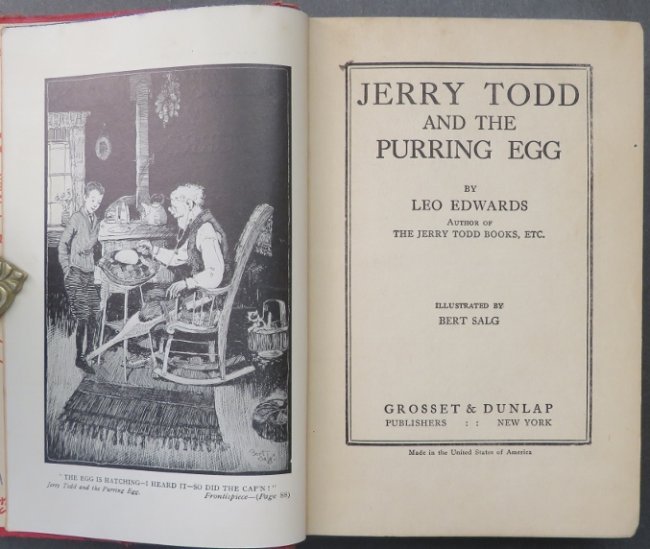 "THE EGG IS HATCHING—I HEARD IT—SO DID THE CAP'N!"
Jerry Todd and the Purring Egg. Frontispiece—(Page 88)
JERRY TODD
AND THE
PURRING EGG
BY
LEO EDWARDS
AUTHOR OF
THE JERRY TODD BOOKS, ETC.
ILLUSTRATED BY
BERT SALG
GROSSET & DUNLAP
PUBLISHERS : : NEW YORK
Made in the United States of America